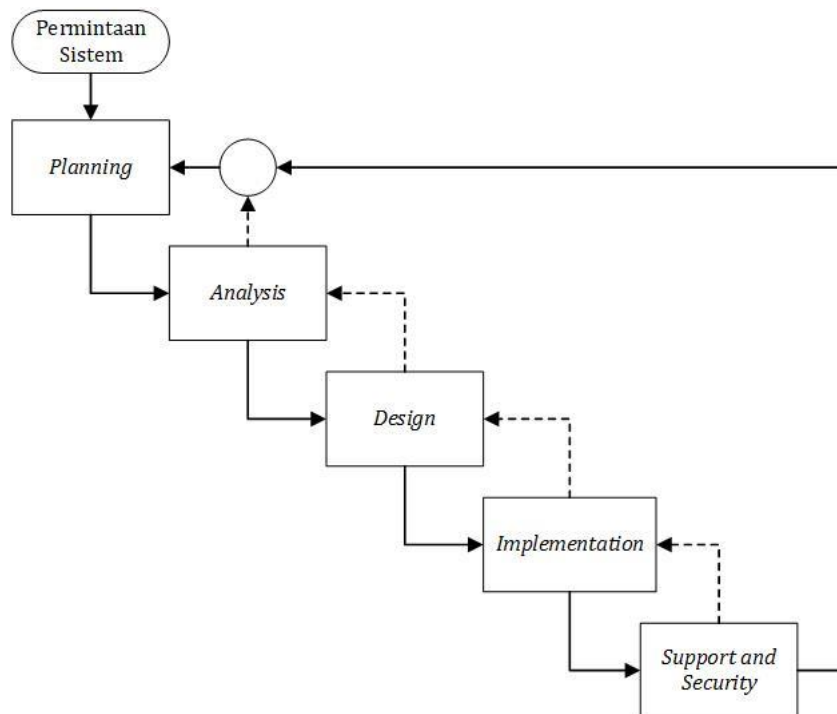 Permintaan
Sistem
Planning
Analysis
Design
Implementation
Support and
Security